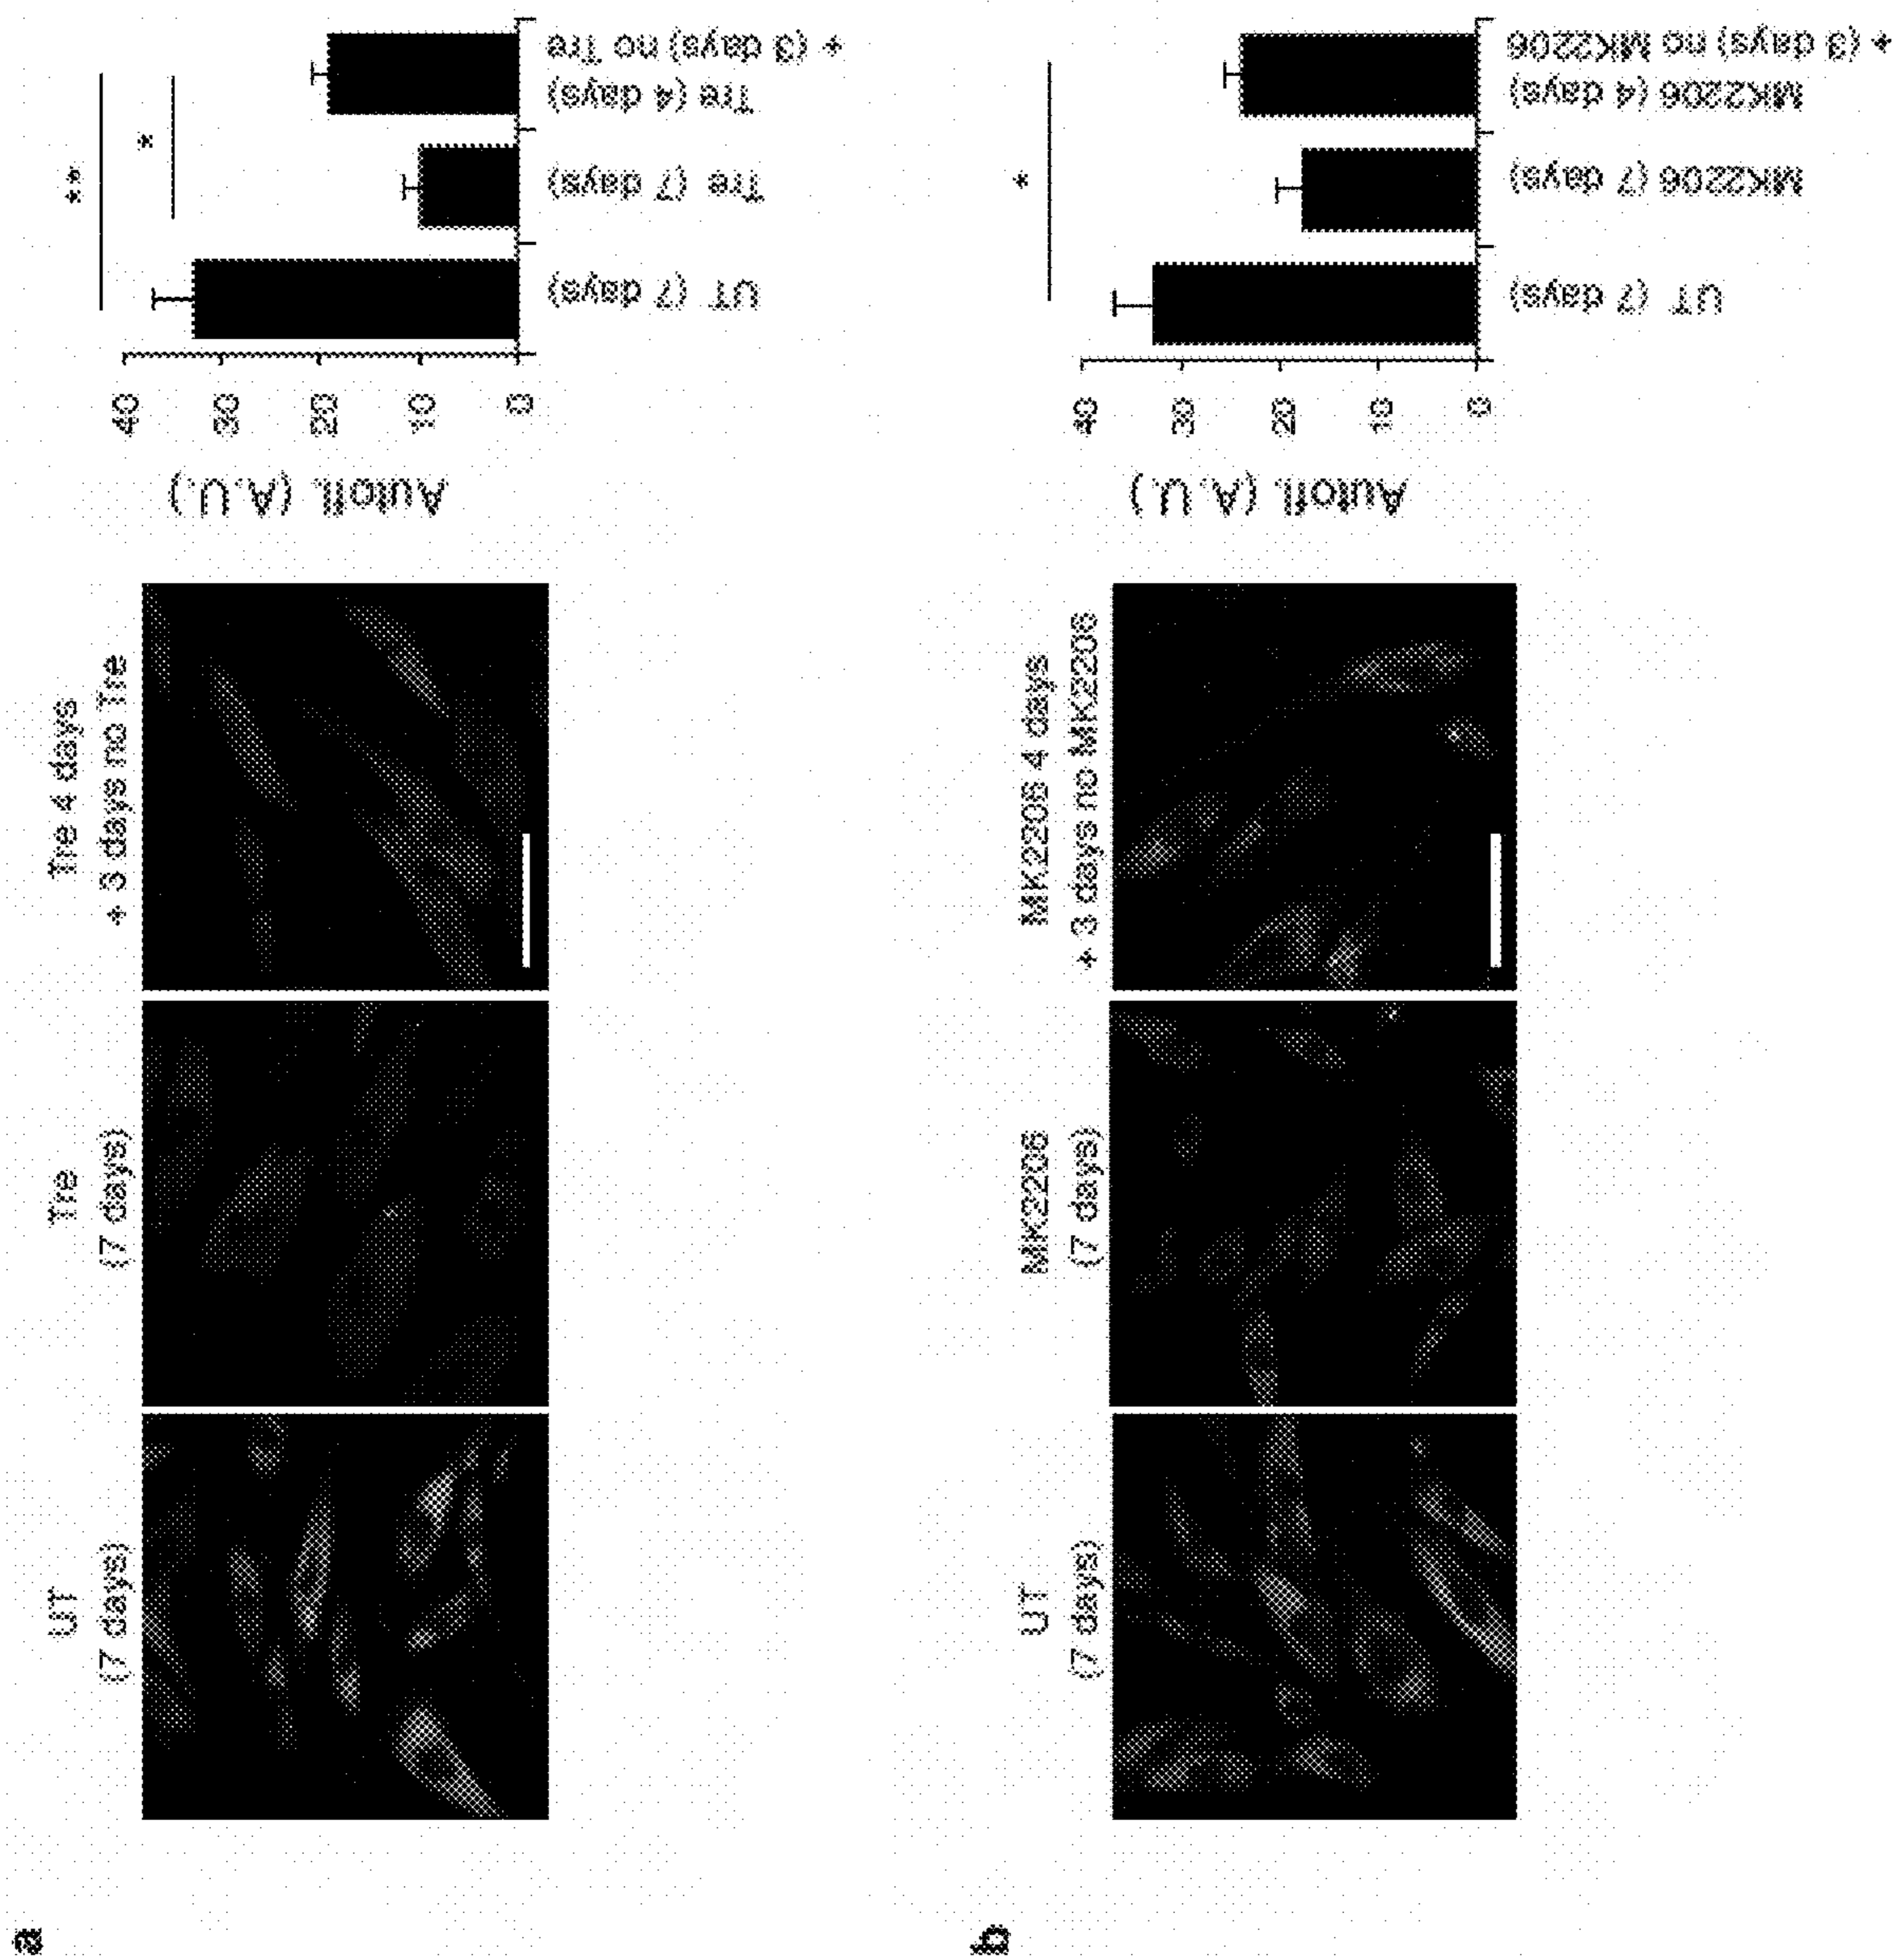 a
UT
(7 days)
Tre
(7 days)
Tre 4 days
+ 3 days no Tre
Autofl. (A.U.)
40
30
20
10
0
**
*
UT (7 days)
Tre (7 days)
Tre (4 days)
+ (3 days) no Tre
b
UT
(7 days)
MK2206
(7 days)
MK2206 4 days
+ 3 days no MK2206
Autofl. (A.U.)
40
30
20
10
0
*
UT (7 days)
MK2206 (7 days)
MK2206 (4 days)
+ (3 days) no MK2206